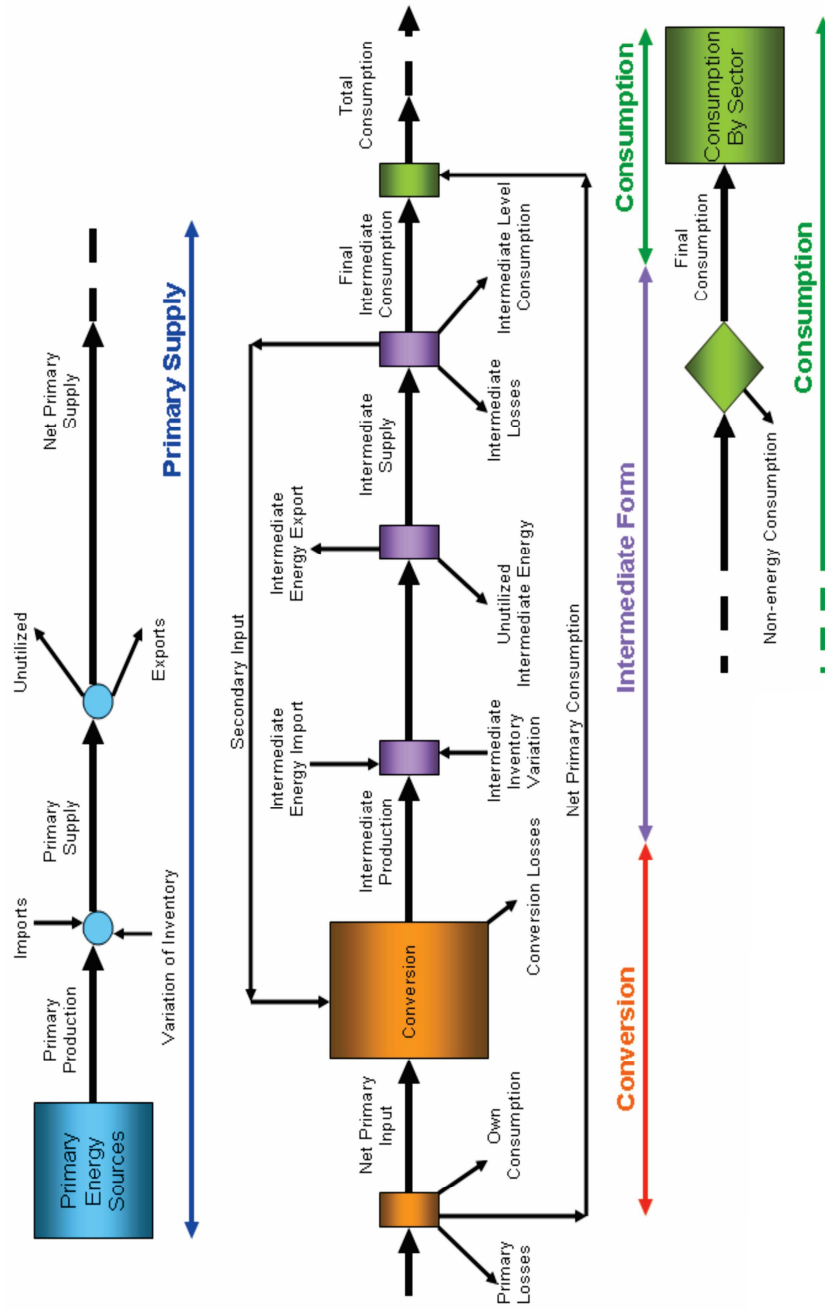 Primary
Energy
Sources
Primary
Production
Imports
Variation of Inventory
Primary
Supply
Unutilized
Exports
Net Primary
Supply
Primary Supply
Primary
Losses
Own
Consumption
Net Primary
Input
Conversion
Conversion Losses
Secondary Input
Intermediate
Production
Intermediate
Energy Import
Intermediate
Inventory
Variation
Intermediate
Energy Export
Unutilized
Intermediate Energy
Intermediate
Supply
Intermediate
Losses
Intermediate Level
Consumption
Final
Intermediate
Consumption
Total
Consumption
Net Primary Consumption
Conversion
Intermediate Form
Consumption
Non-energy Consumption
Final
Consumption
Consumption
By Sector
Consumption